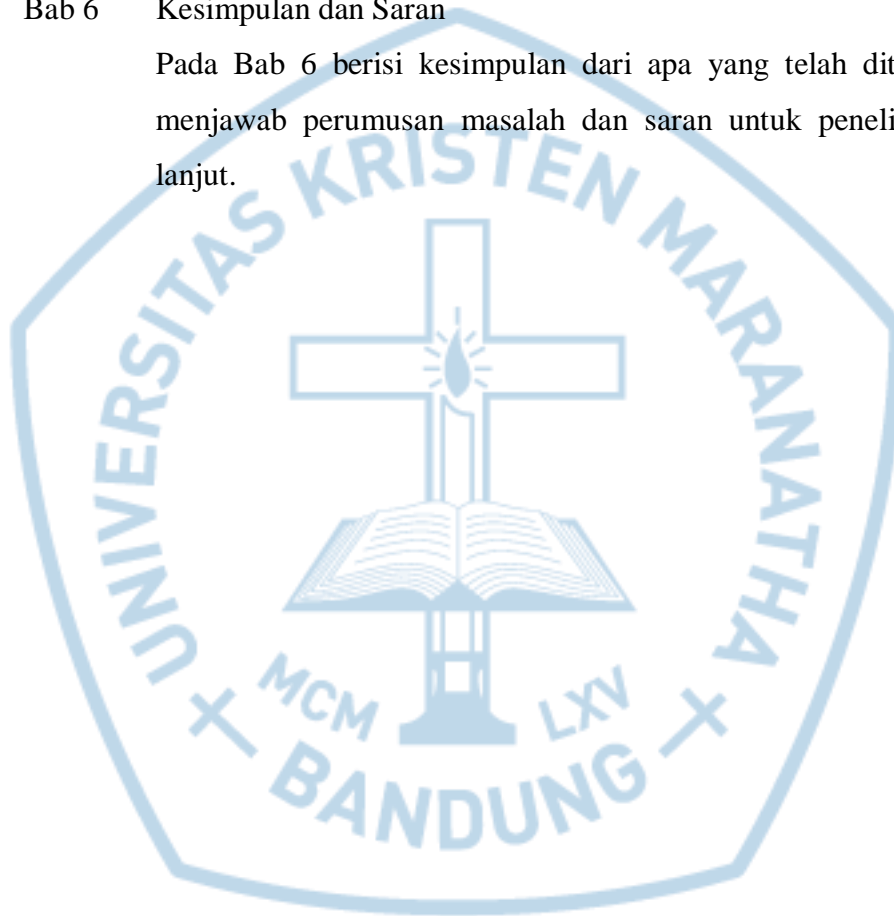 Bab 6 Kesimpulan dan Saran
Pada Bab 6 berisi kesimpulan dari apa yang telah
menjawab perumusan masalah dan saran untuk
lanjut.
UNIVERSITAS KRISTEN MARANATHA
MCM LXV
+ BANDUNG +